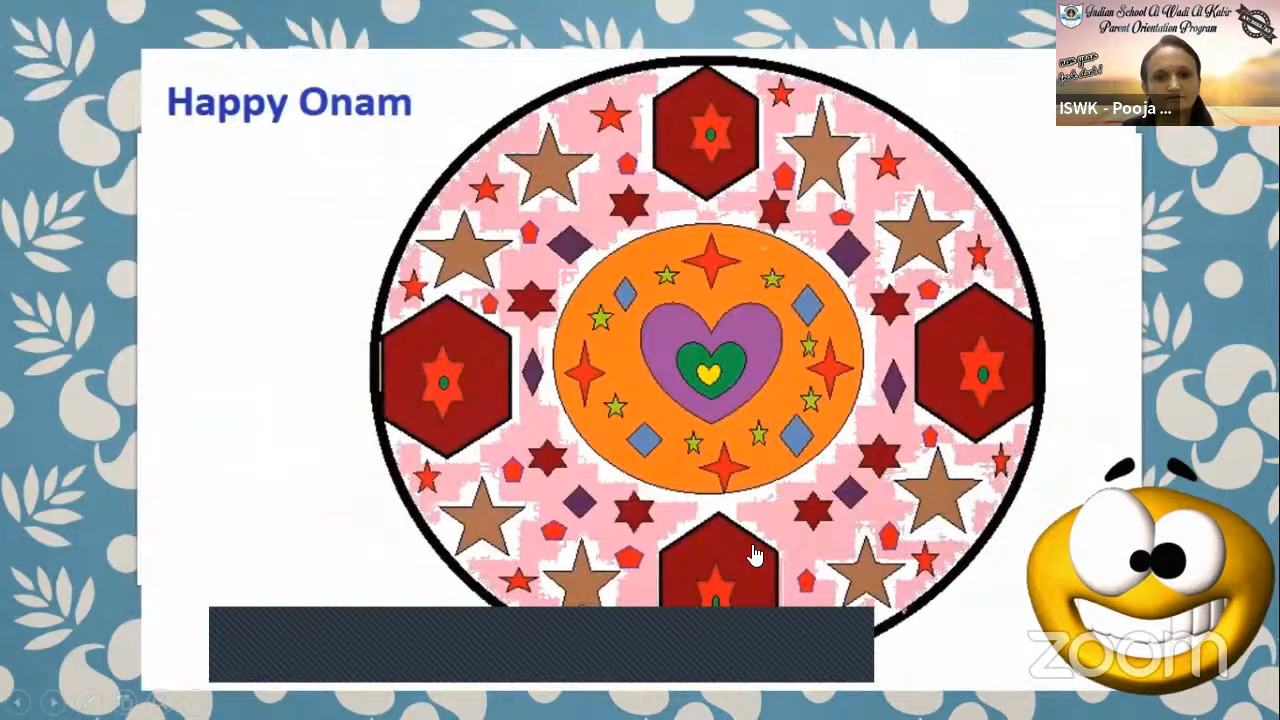 Happy Onam
Indian School Al Wadi Al Kabir
Parent Orientation Program
ISWK - Pooja ...
zoom